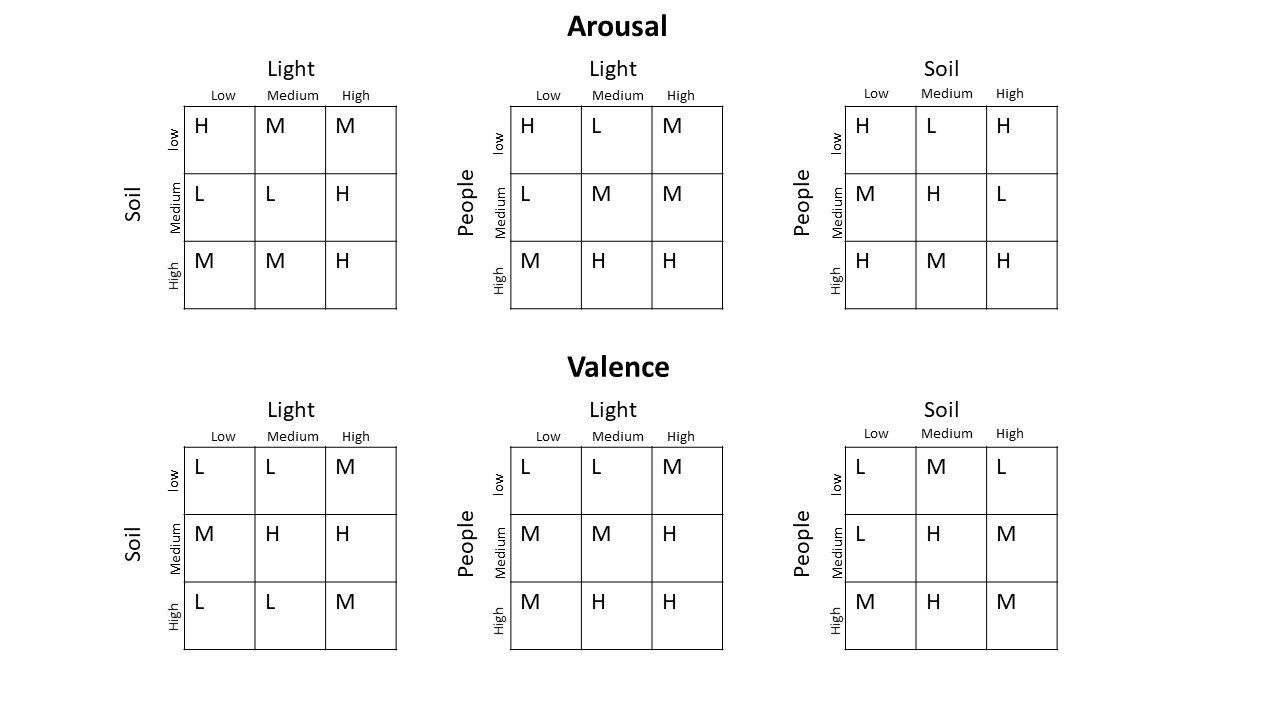 Arousal
Light Light Soil
Low Medium High Low Medium High Low Medium High
Soil People People
low H M M low H L M low H L H
Medium L L H Medium L M M Medium M H L
High M M H High M H H High H M H
Valence
Light Light Soil
Low Medium High Low Medium High Low Medium High
Soil People People
low L L M low L L M low L M L
Medium M H H Medium M M H Medium L H M
High L L M High M H H High M H M